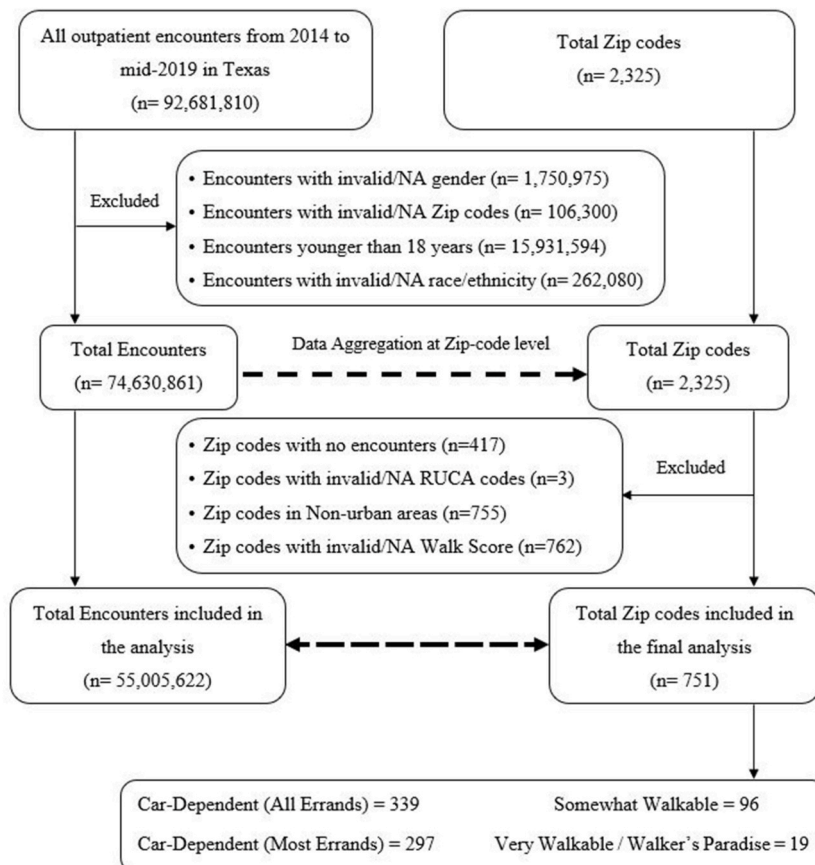 All outpatient encounters from 2014 to
mid-2019 in Texas
(n= 92,681,810)
Total Zip codes
(n= 2,325)
Excluded
• Encounters with invalid/NA gender (n= 1,750,975)
• Encounters with invalid/NA Zip codes (n= 106,300)
• Encounters younger than 18 years (n= 15,931,594)
• Encounters with invalid/NA race/ethnicity (n= 262,080)
Total Encounters
(n= 74,630,861)
Data Aggregation at Zip-code level
Total Zip codes
(n= 2,325)
• Zip codes with no encounters (n=417)
• Zip codes with invalid/NA RUCA codes (n=3)
• Zip codes in Non-urban areas (n=755)
• Zip codes with invalid/NA Walk Score (n=762)
Excluded
Total Encounters included in
the analysis
(n= 55,005,622)
Total Zip codes included in
the final analysis
(n= 751)
Car-Dependent (All Errands) = 339
Somewhat Walkable = 96
Car-Dependent (Most Errands) = 297
Very Walkable / Walker's Paradise = 19